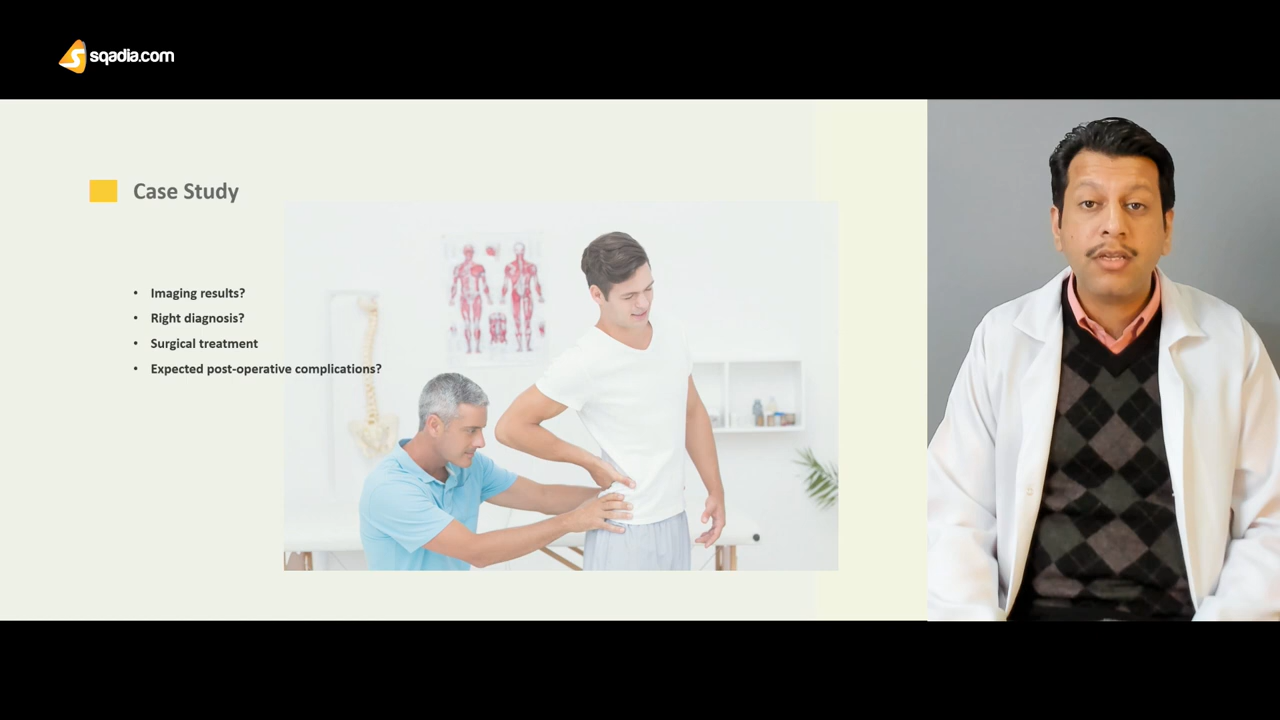 sqadia.com
Case Study
• Imaging results?
• Right diagnosis?
• Surgical treatment
• Expected post-operative complications?